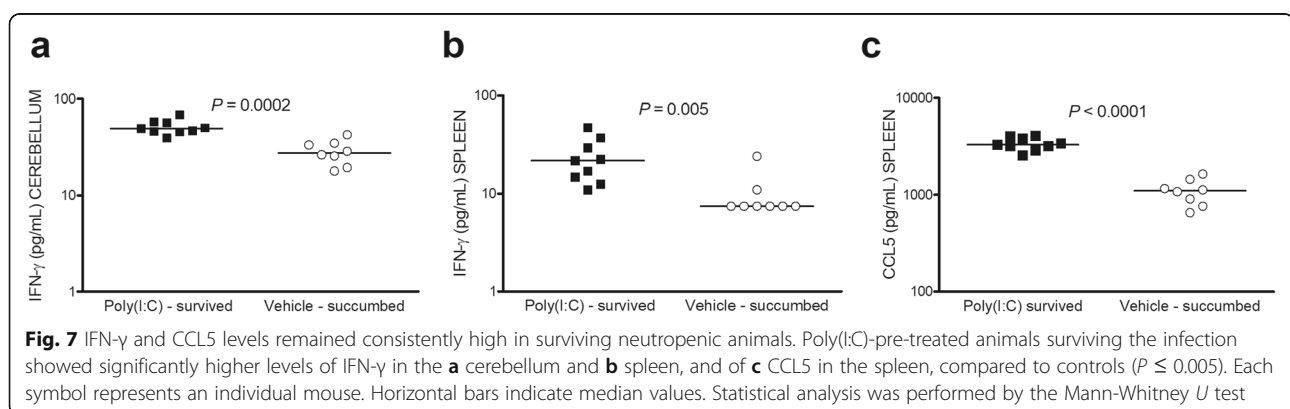 a
b
c
P = 0.0002
P = 0.005
P < 0.0001
IFN-γ (pg/mL) CEREBELLUM
100
10
1
Poly(I:C) - survived
Vehicle - succumbed
IFN-γ (pg/mL) SPLEEN
100
10
1
Poly(I:C) - survived
Vehicle - succumbed
CCL5 (pg/mL) SPLEEN
10000
1000
100
Poly(I:C) survived
Vehicle - succumbed
Fig. 7 IFN-γ and CCL5 levels remained consistently high in surviving neutropenic animals. Poly(I:C)-pre-treated animals surviving the infection
showed significantly higher levels of IFN-γ in the a cerebellum and b spleen, and of c CCL5 in the spleen, compared to controls (P ≤ 0.005). Each
symbol represents an individual mouse. Horizontal bars indicate median values. Statistical analysis was performed by the Mann-Whitney U test